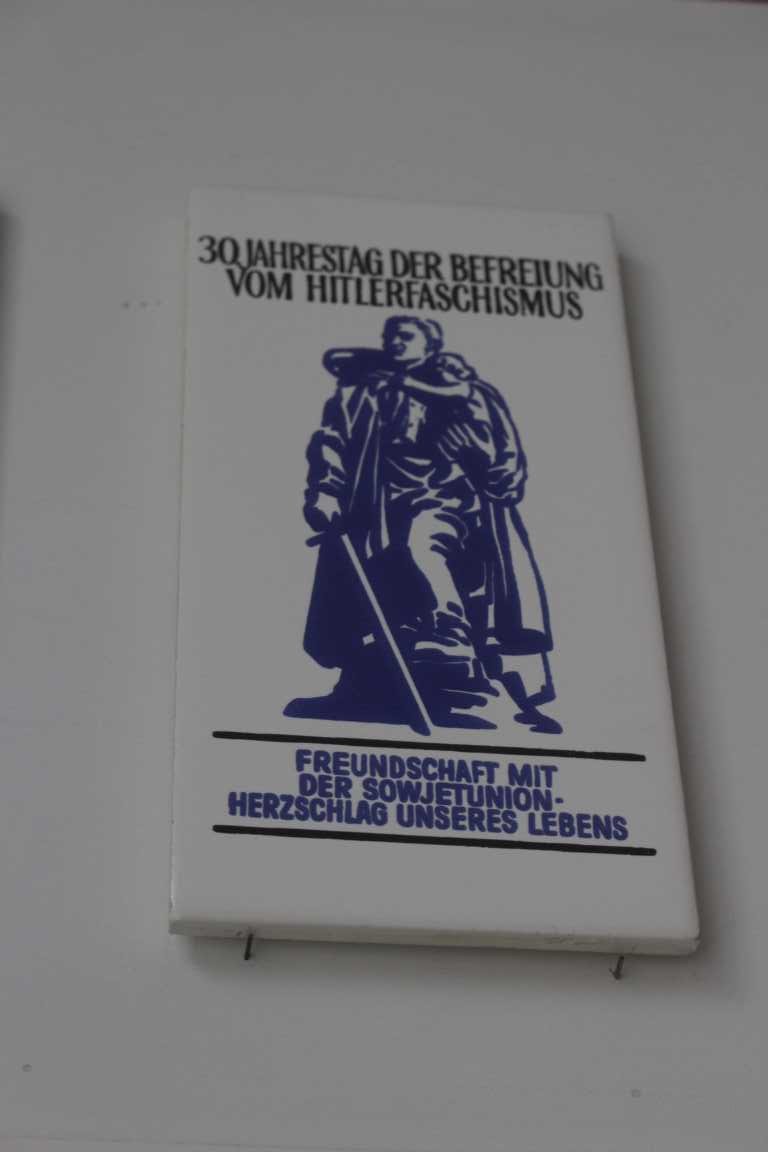 30. JAHRESTAG DER BEFREIUNG
VOM HITLERFASCHISMUS
FREUNDSCHAFT MIT
DER SOWJETUNION-
HERZSCHLAG UNSERES LEBENS